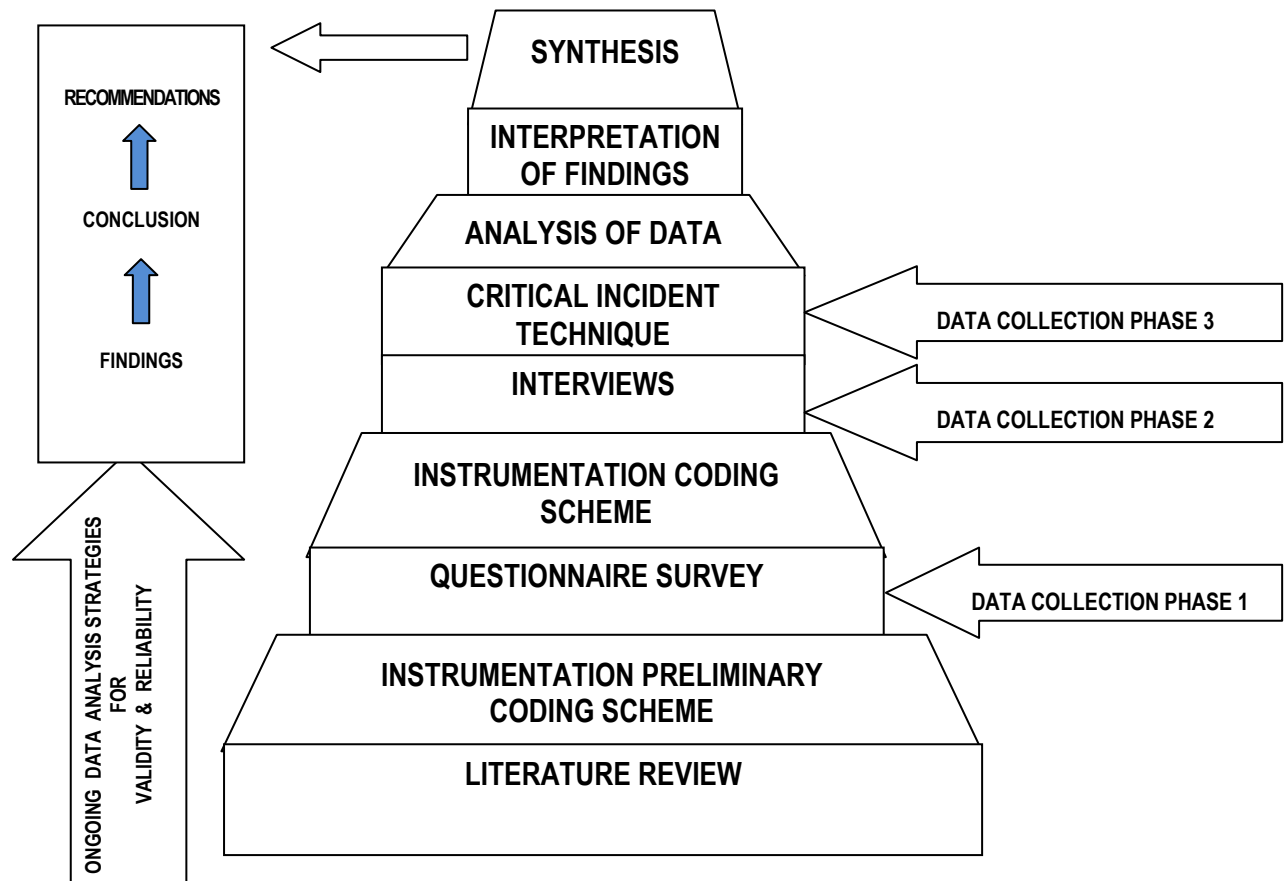 RECOMMENDATIONS
CONCLUSION
FINDINGS
ONGOING DATA ANALYSIS STRATEGIES
FOR
VALIDITY & RELIABILITY
SYNTHESIS
INTERPRETATION
OF FINDINGS
ANALYSIS OF DATA
CRITICAL INCIDENT
TECHNIQUE
INTERVIEWS
INSTRUMENTATION CODING
SCHEME
QUESTIONNAIRE SURVEY
INSTRUMENTATION PRELIMINARY
CODING SCHEME
LITERATURE REVIEW
DATA COLLECTION PHASE 3
DATA COLLECTION PHASE 2
DATA COLLECTION PHASE 1